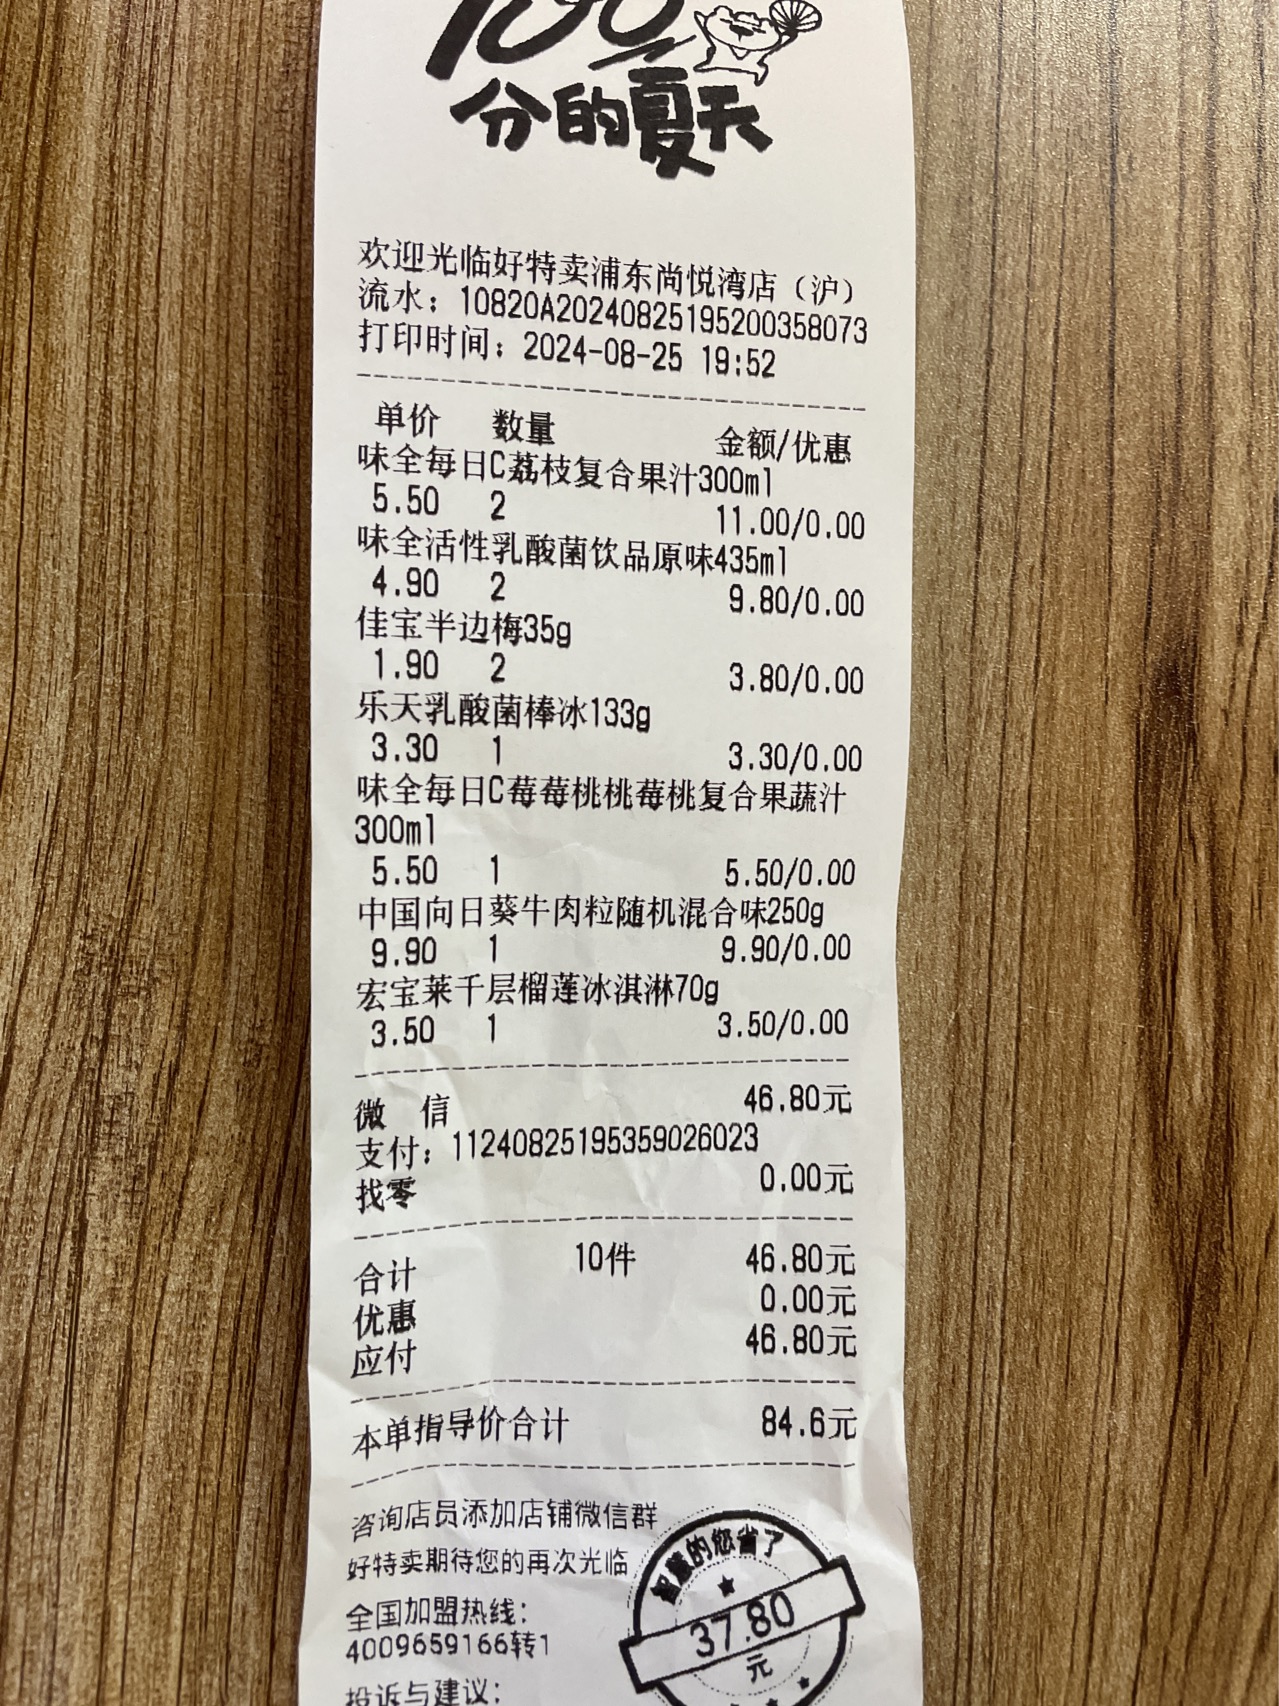 100
分的夏天
欢迎光临好特卖浦东尚悦湾店（沪）
流水：10820A20240825195200358073
打印时间：2024-08-25 19:52
单价 数量 金额/优惠
味全每日C荔枝复合果汁300ml
5.50 2 11.00/0.00
味全活性乳酸菌饮品原味435ml
4.90 2 9.80/0.00
佳宝半边梅35g
1.90 2 3.80/0.00
乐天乳酸菌棒冰133g
3.30 1 3.30/0.00
味全每日C莓莓桃桃莓桃复合果蔬汁
300ml
5.50 1 5.50/0.00
中国向日葵牛肉粒随机混合味250g
9.90 1 9.90/0.00
宏宝莱千层榴莲冰淇淋70g
3.50 1 3.50/0.00
微 信 46.80元
支付：11240825195359026023
找零 0.00元
合计 10件 46.80元
优惠 0.00元
应付 46.80元
本单指导价合计 84.6元
咨询店员添加店铺微信群
好特卖期待您的再次光临
全国加盟热线：
4009659166转1
投诉与建议：
聪慧的您省了
37.80
元